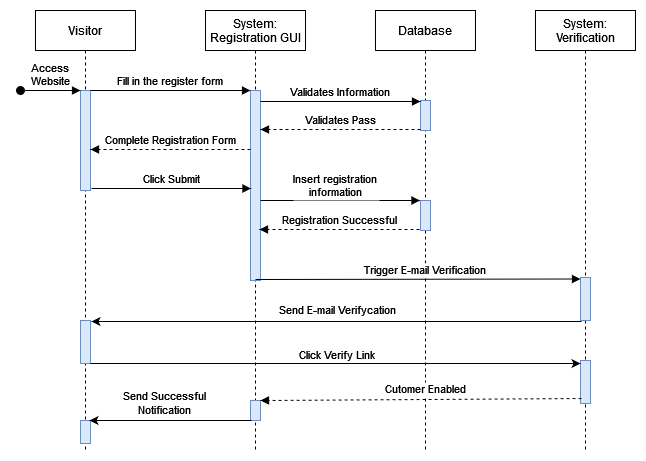 Visitor
System:
Registration GUI
Database
System:
Verification
Access
Website
Fill in the register form
Validates Information
Validates Pass
Complete Registration Form
Click Submit
Insert registration
information
Registration Successful
Trigger E-mail Verification
Send E-mail Verifycation
Click Verify Link
Cutomer Enabled
Send Successful
Notification